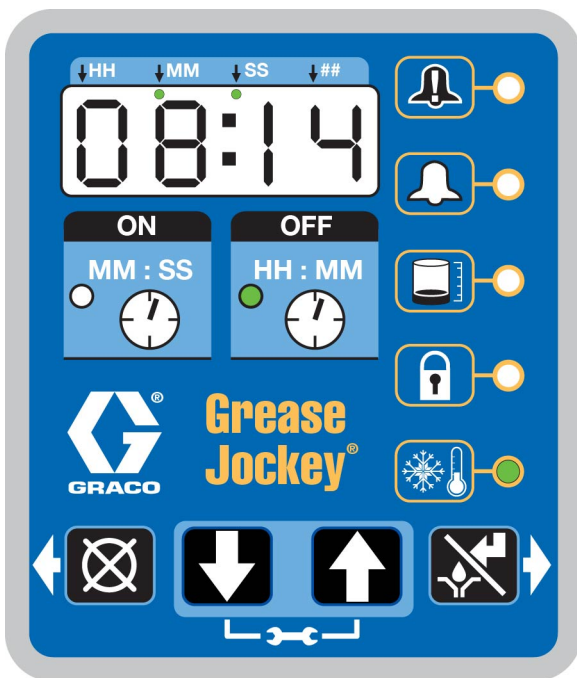 HH MM SS ##
08:14
ON OFF
MM : SS HH : MM
Grease
Jockey®
®
GRACO